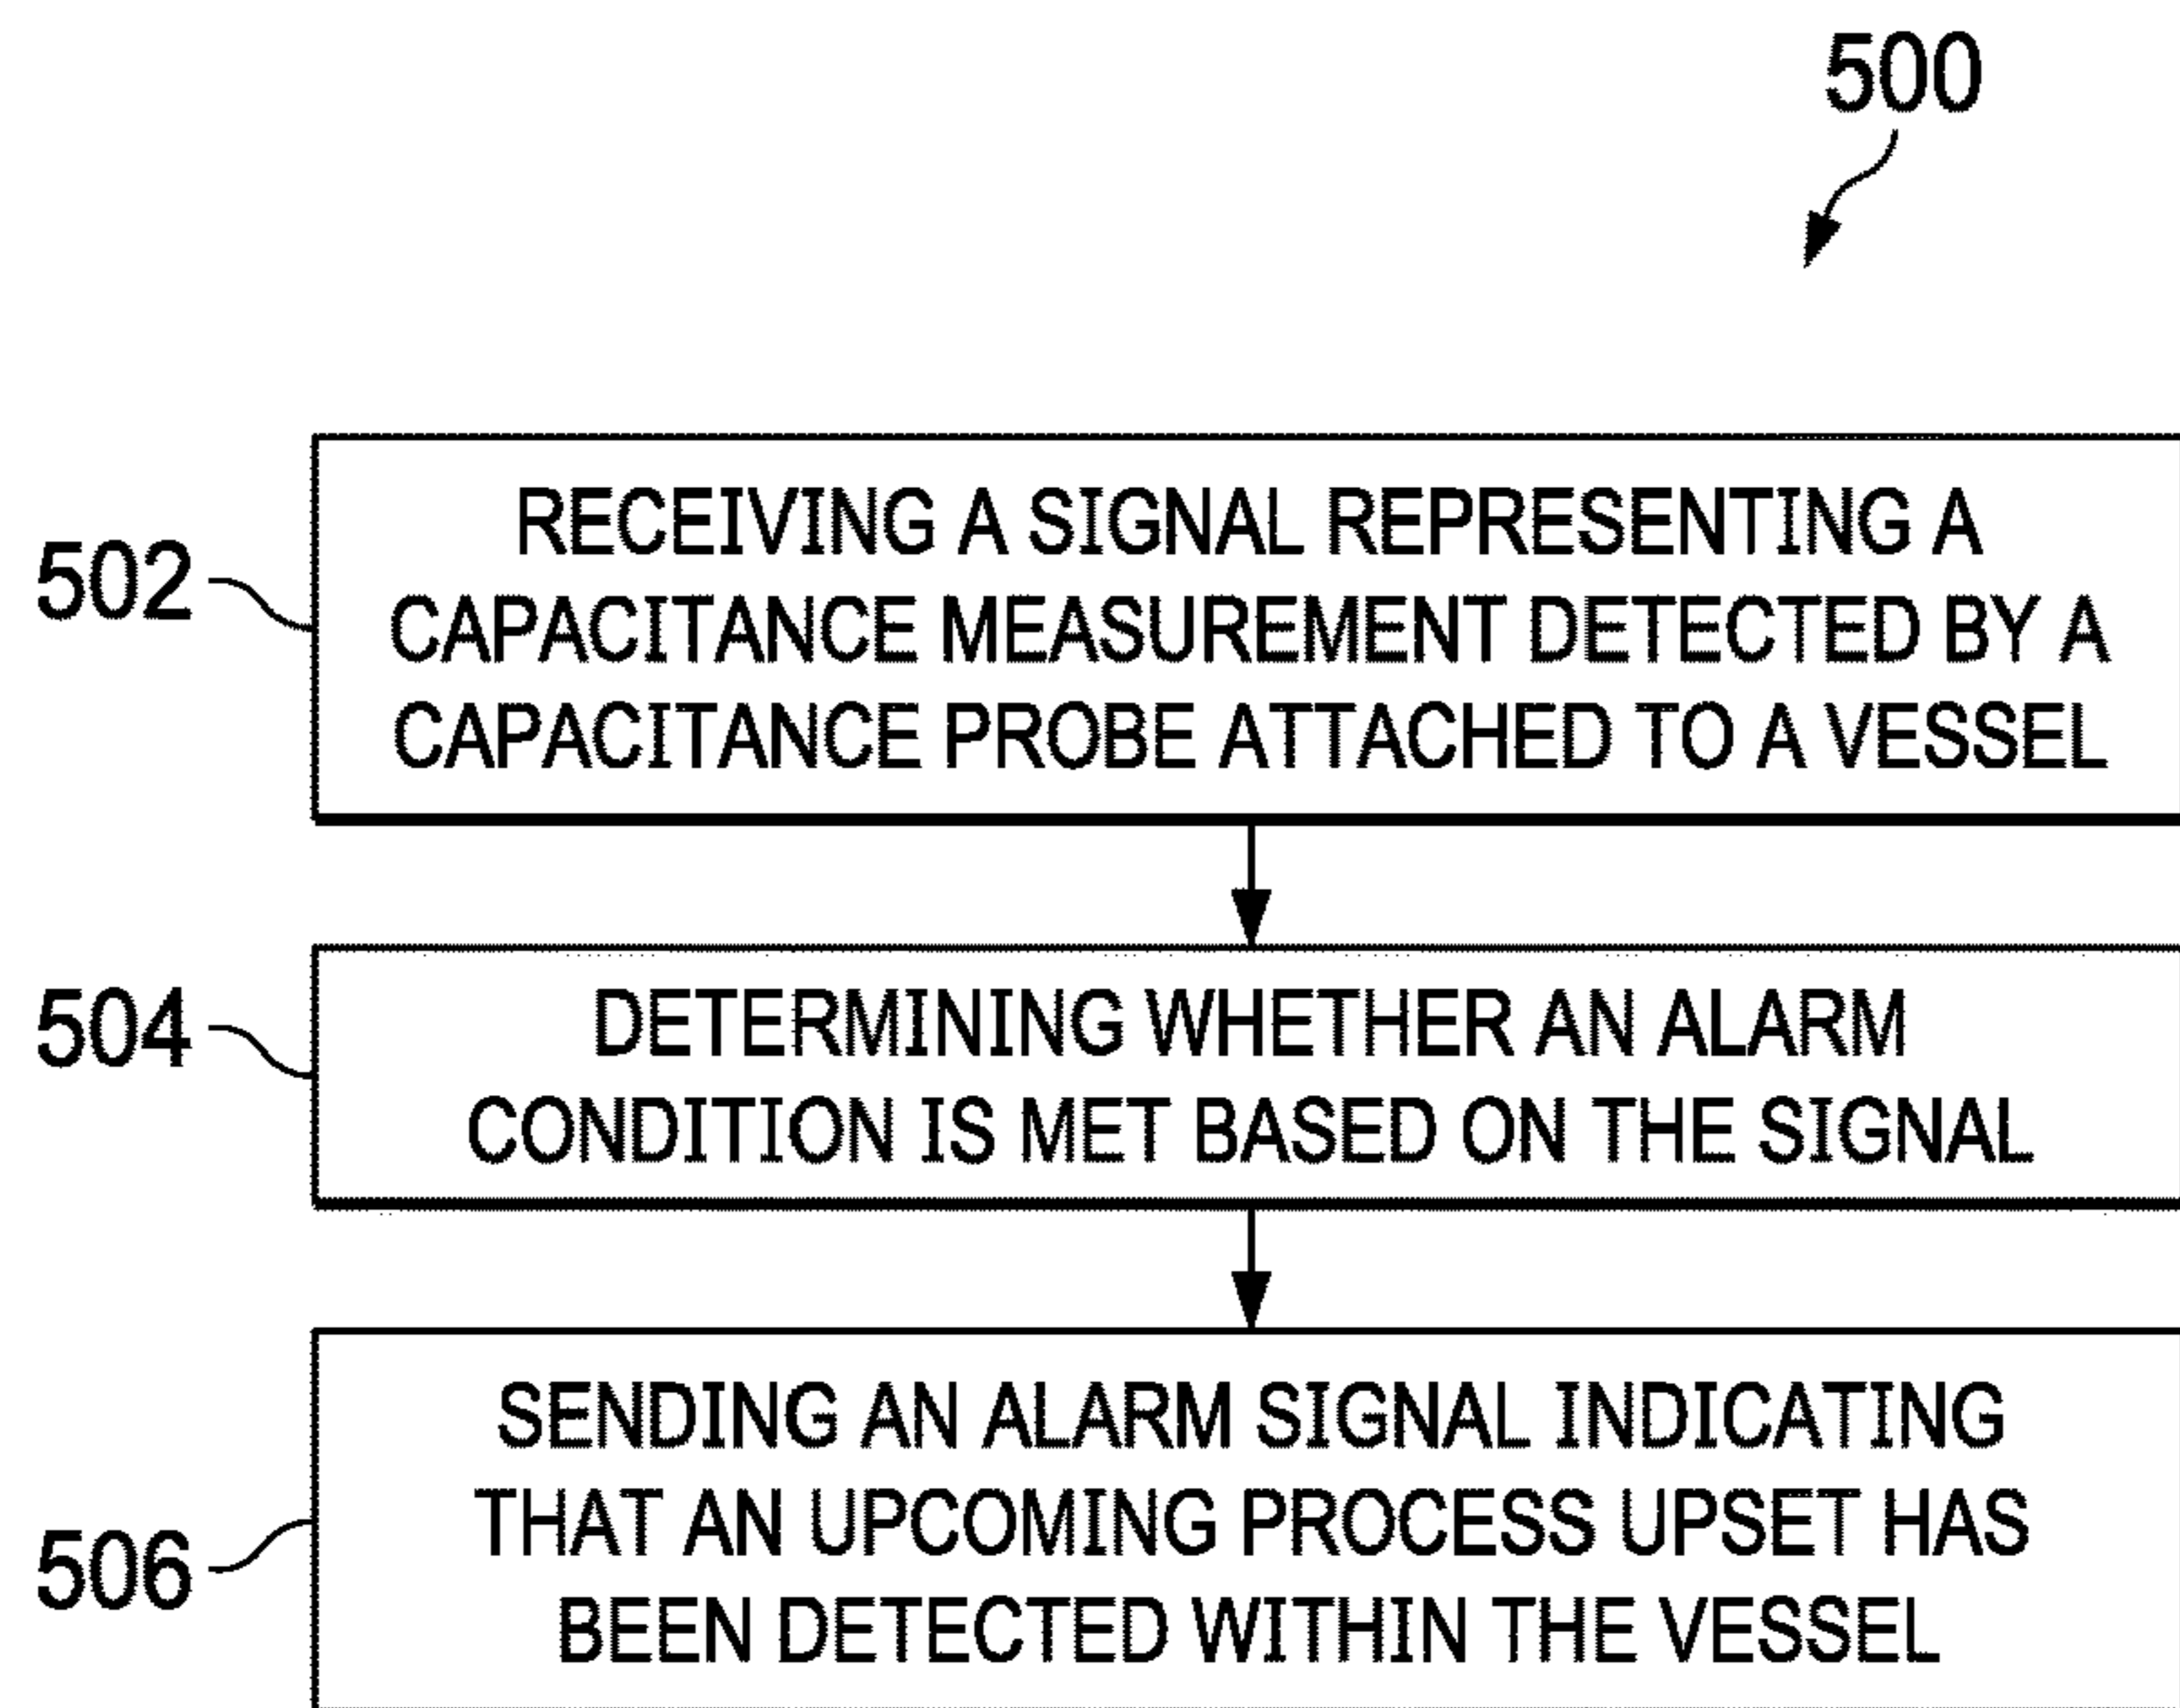 500
502
RECEIVING A SIGNAL REPRESENTING A
CAPACITANCE MEASUREMENT DETECTED BY A
CAPACITANCE PROBE ATTACHED TO A VESSEL
504
DETERMINING WHETHER AN ALARM
CONDITION IS MET BASED ON THE SIGNAL
506
SENDING AN ALARM SIGNAL INDICATING
THAT AN UPCOMING PROCESS UPSET HAS
BEEN DETECTED WITHIN THE VESSEL